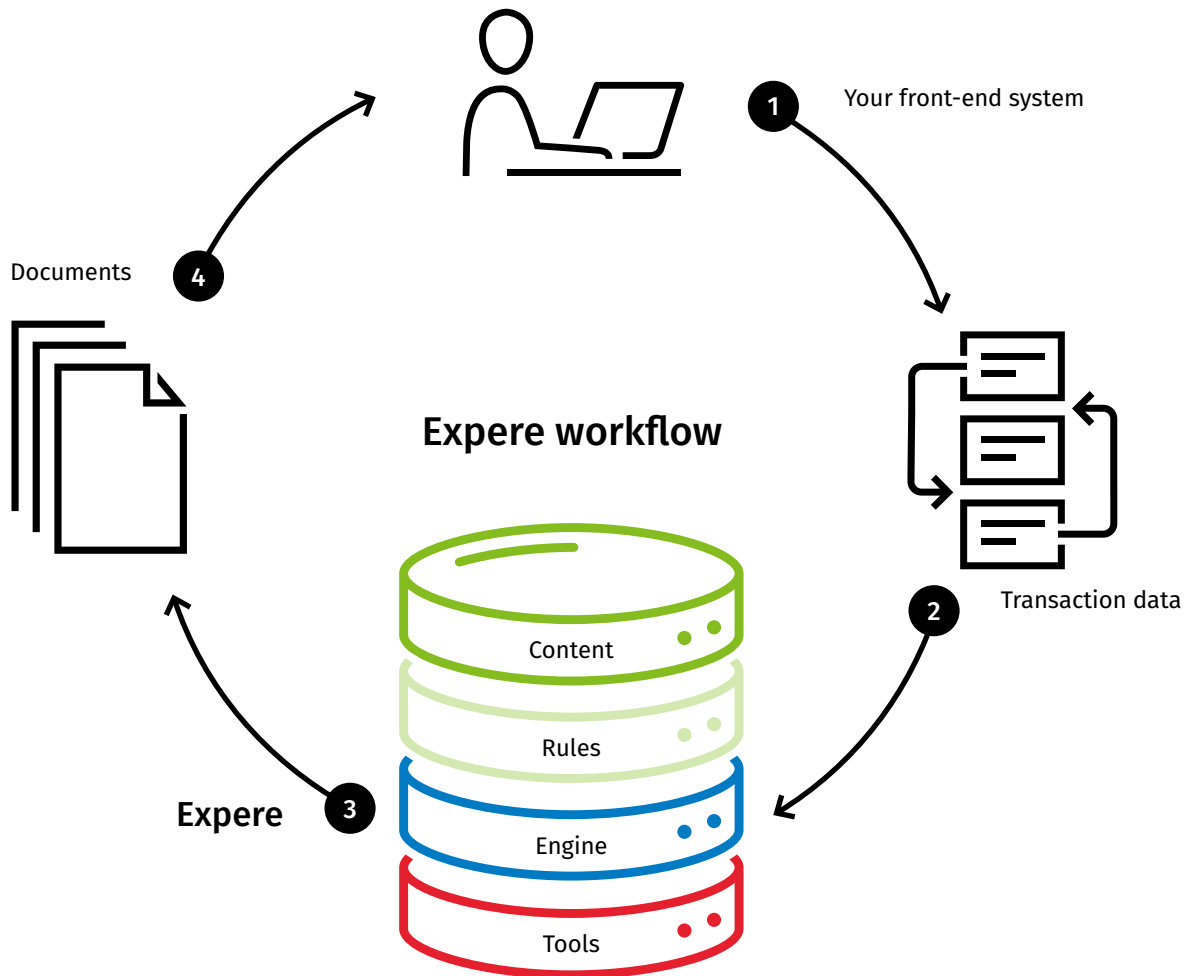 1
Your front-end system
Documents
4
Expere workflow
2
Transaction data
Content
Rules
Expere
3
Engine
Tools